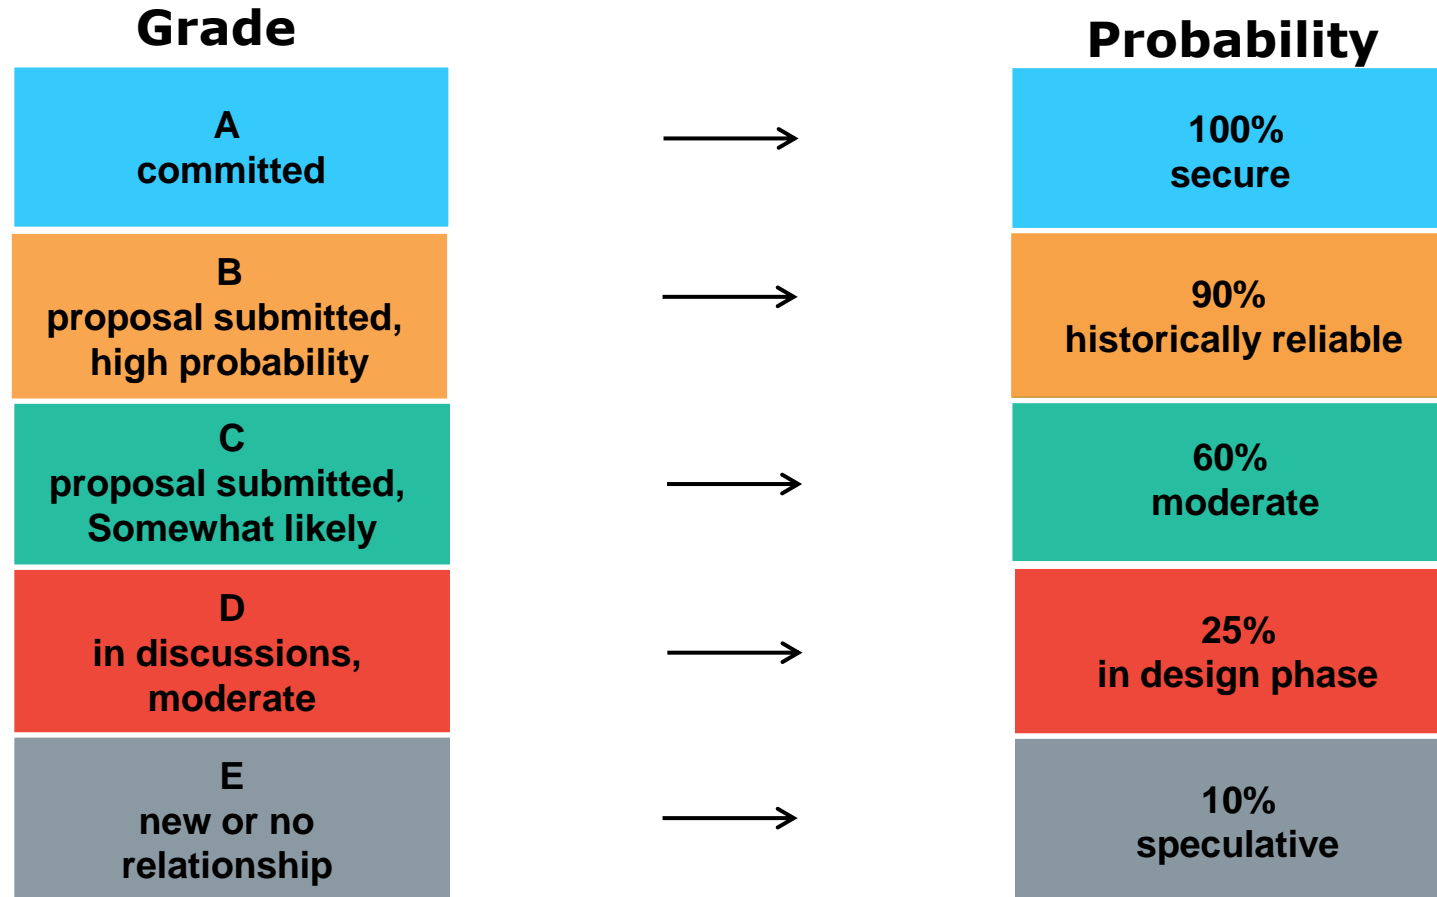 Grade
Probability
A
committed
100%
secure
B
proposal submitted,
high probability
90%
historically reliable
C
proposal submitted,
Somewhat likely
60%
moderate
D
in discussions,
moderate
25%
in design phase
E
new or no
relationship
10%
speculative